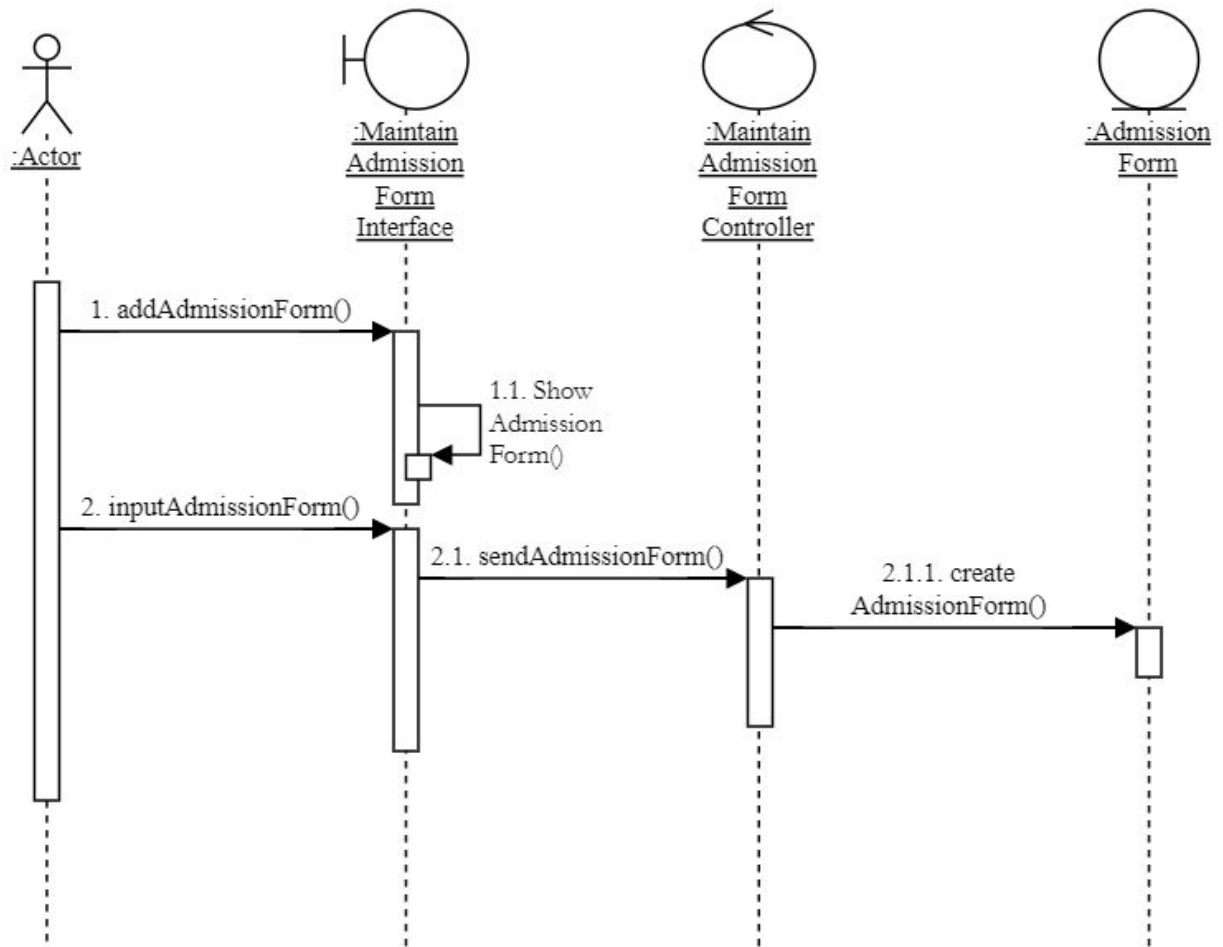 :Actor
:Maintain
Admission
Form
Interface
:Maintain
Admission
Form
Controller
:Admission
Form
1. addAdmissionForm()
1.1. Show
Admission
Form()
2. inputAdmissionForm()
2.1. sendAdmissionForm()
2.1.1. create
AdmissionForm()